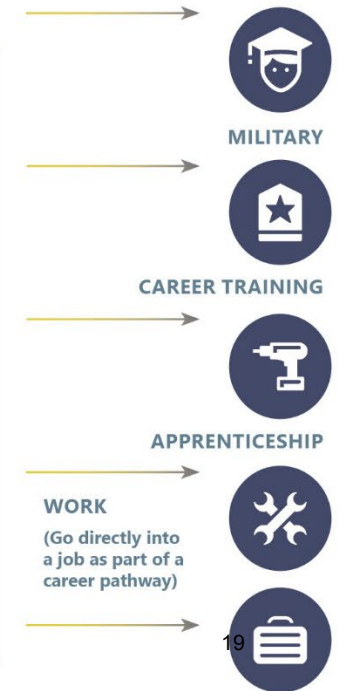 MILITARY
CAREER TRAINING
APPRENTICESHIP
WORK
(Go directly into
a job as part of a
career pathway)
19